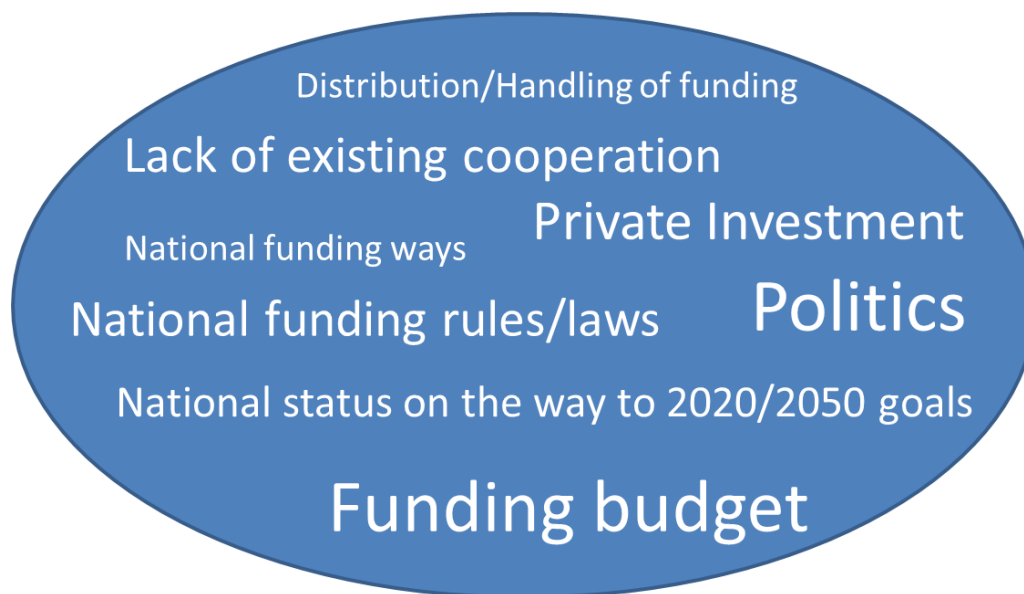 Distribution/Handling of funding
Lack of existing cooperation
Private Investment
National funding ways
Politics
National funding rules/laws
National status on the way to 2020/2050 goals
Funding budget